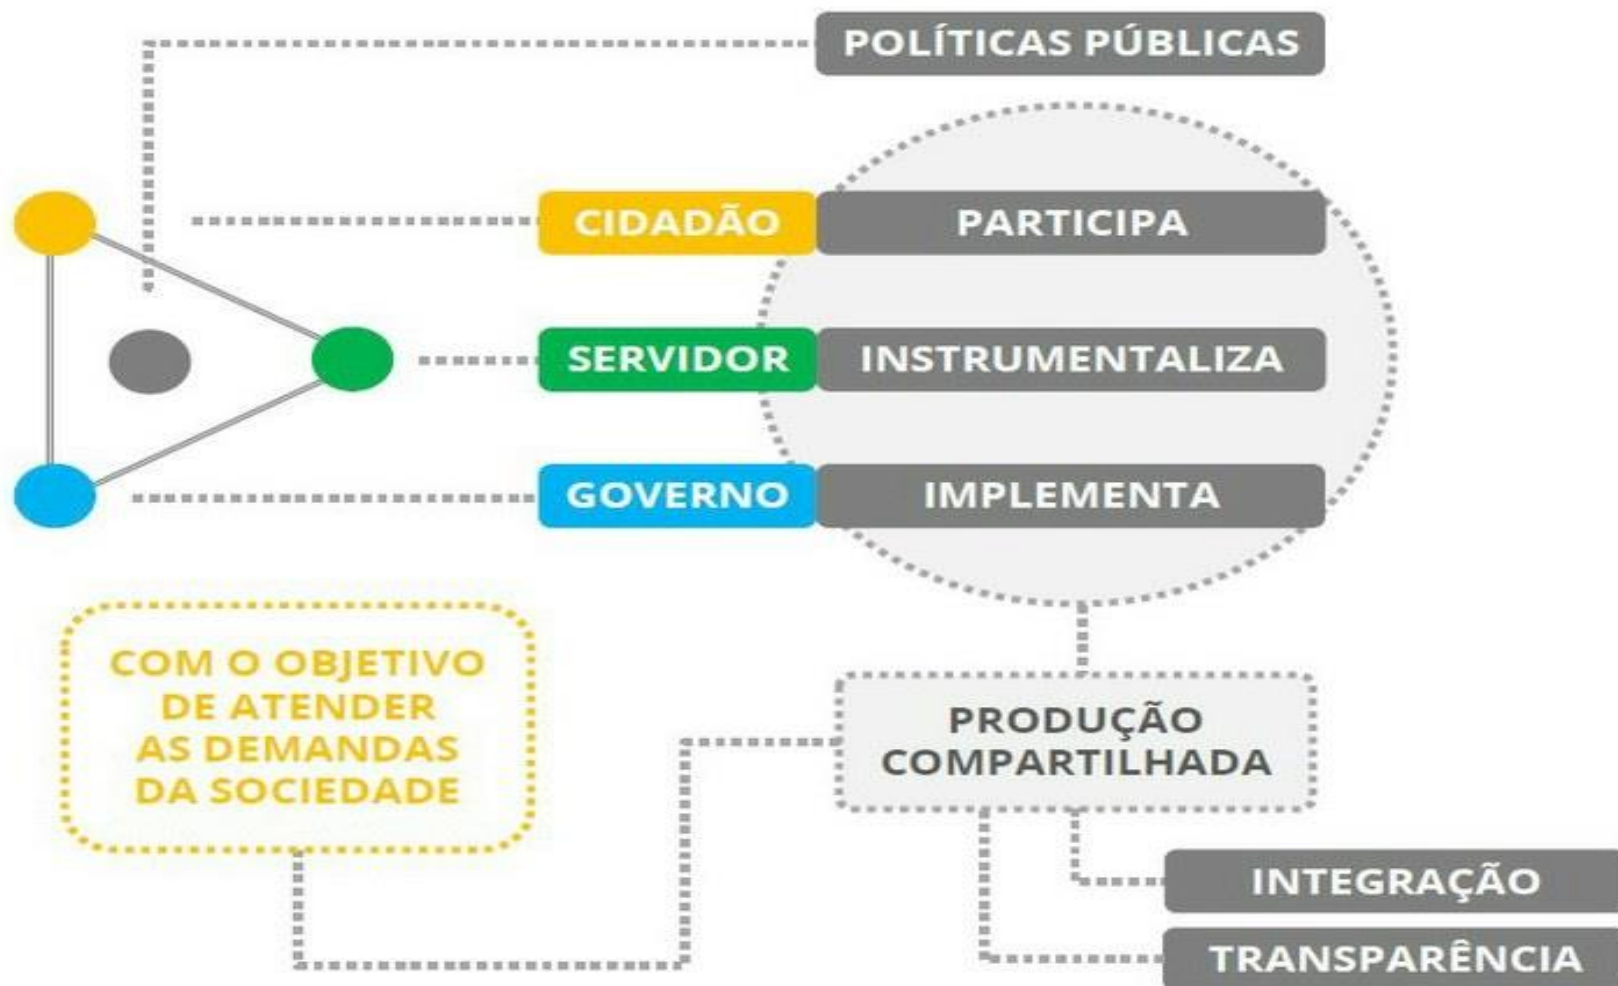 POLÍTICAS PÚBLICAS
CIDADÃO PARTICIPA
SERVIDOR INSTRUMENTALIZA
GOVERNO IMPLEMENTA
COM O OBJETIVO
DE ATENDER
AS DEMANDAS
DA SOCIEDADE
PRODUÇÃO
COMPARTILHADA
INTEGRAÇÃO
TRANSPARÊNCIA